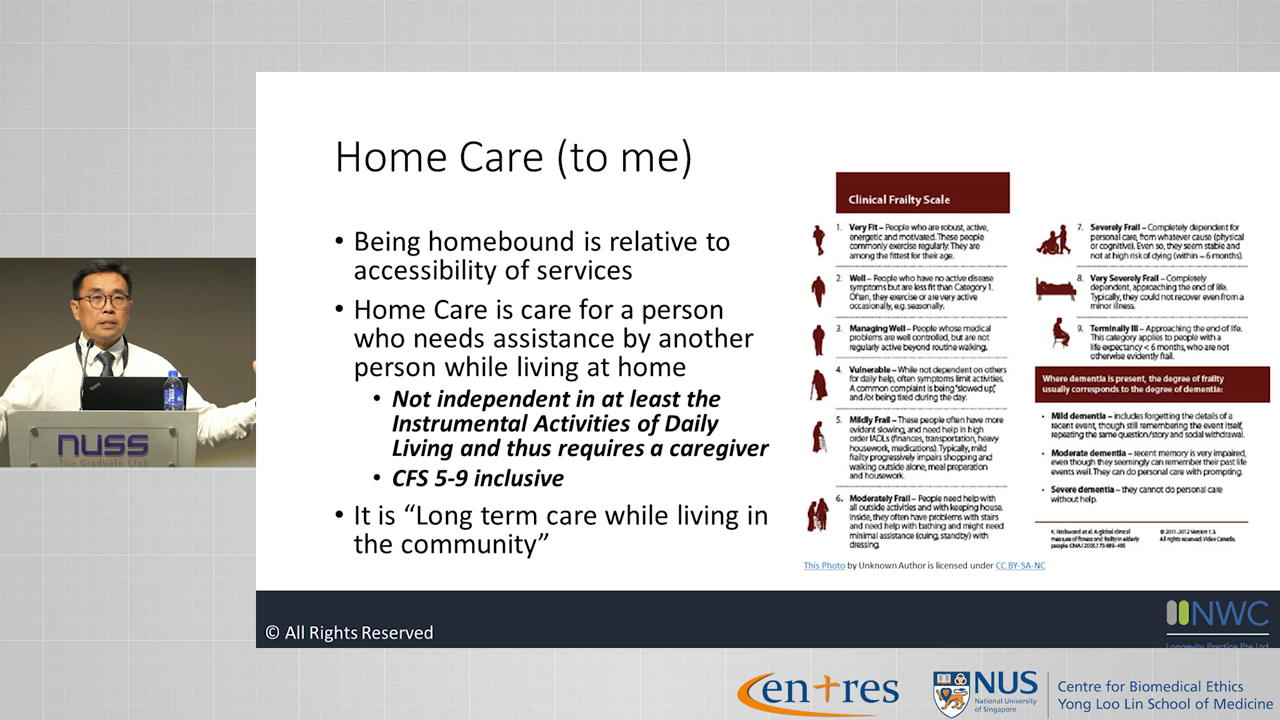 Home Care (to me)
• Being homebound is relative to
accessibility of services
• Home Care is care for a person
who needs assistance by another
person while living at home
• Not independent in at least the
Instrumental Activities of Daily
Living and thus requires a caregiver
• CFS 5-9 inclusive
• It is “Long term care while living in
the community”
Clinical Frailty Scale
1. Very Fit – People who are robust, active,
energetic and motivated. These people
commonly exercise regularly. They are
among the fittest for their age.
2. Well – People who have no active disease
symptoms but are less fit than Category 1.
Often, they exercise or are very active
occasionally, e.g. seasonally.
3. Managing Well – People whose medical
problems are well controlled, but are not
regularly active beyond routine walking.
4. Vulnerable – While not dependent on others
for daily help, often symptoms limit activities.
A common complaint is being “slowed up”,
and/or being tired during the day.
5. Mildly Frail – These people often have more
evident slowing, and need help in high
order IADLs (finances, transportation, heavy
housework, medications). Typically, mild
frailty progressively impairs shopping and
walking outside alone, meal preparation
and housework.
6. Moderately Frail – People need help with
all outside activities and with keeping house.
Inside, they often have problems with stairs
and need help with bathing and might need
minimal assistance (cuing, standby) with
dressing.
7. Severely Frail – Completely dependent for
personal care, from whatever cause (physical
or cognitive). Even so, they seem stable and
not at high risk of dying (within ~ 6 months).
8. Very Severely Frail – Completely
dependent, approaching the end of life.
Typically, they could not recover even from a
minor illness.
9. Terminally Ill – Approaching the end of life.
This category applies to people with a
life expectancy < 6 months, who are not
otherwise evidently frail.
Where dementia is present, the degree of frailty
usually corresponds to the degree of dementia:
• Mild dementia – includes forgetting the details of a
recent event, though still remembering the event itself,
repeating the same question/story and social withdrawal.
• Moderate dementia – recent memory is very impaired,
even though they seemingly can remember their past life
events well. They can do personal care with prompting.
• Severe dementia – they cannot do personal care
without help.
K. Rockwood et al. A global clinical
measure of fitness and frailty in elderly
people. CMAJ 2005;173:489-495
© 2011-2012 Version 1.3.
All rights reserved. Videx Canada.
This Photo by Unknown Author is licensed under CC BY-SA-NC
nuss
The Graduate Club
© All Rights Reserved
NWC
Longevity Practice Pte Ltd
centres
NUS
National University
of Singapore
Centre for Biomedical Ethics
Yong Loo Lin School of Medicine